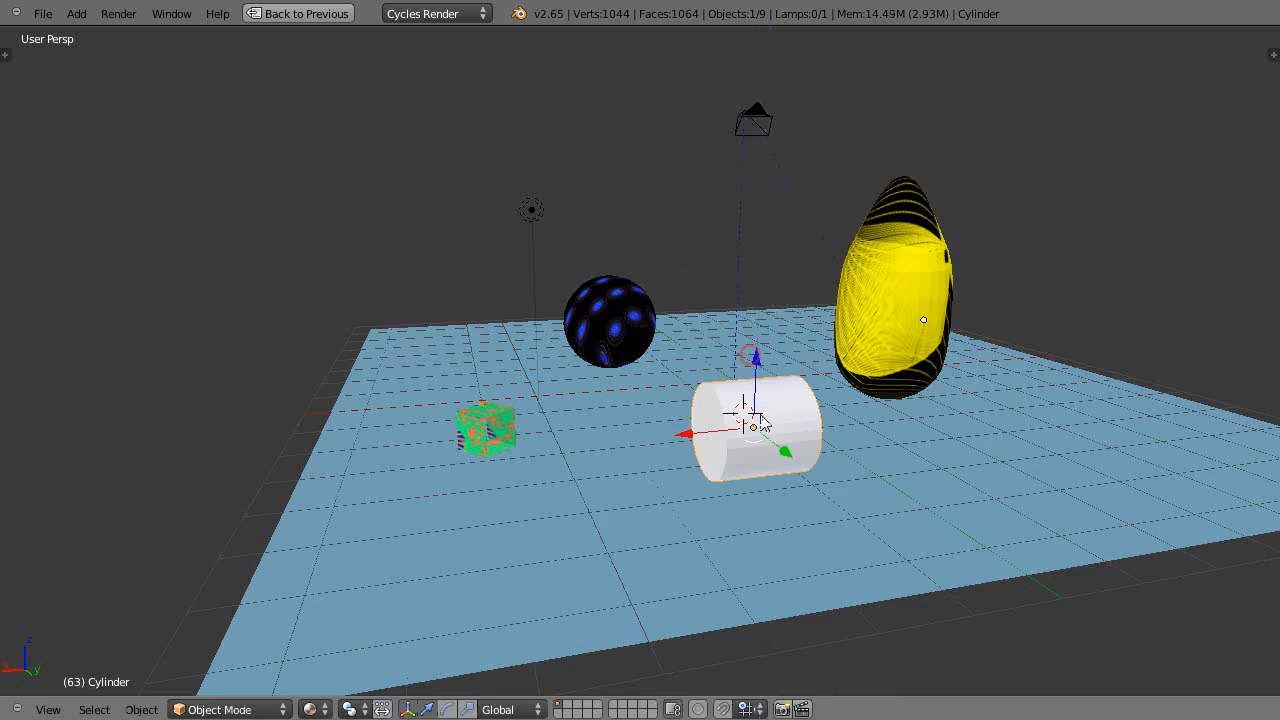 File Add Render Window Help Back to Previous Cycles Render v2.65 | Verts:1044 | Faces:1064 | Objects:1/9 | Lamps:0/1 | Mem:14.49M (2.93M) | Cylinder
User Persp
z
x y
(63) Cylinder
View Select Object Object Mode Global